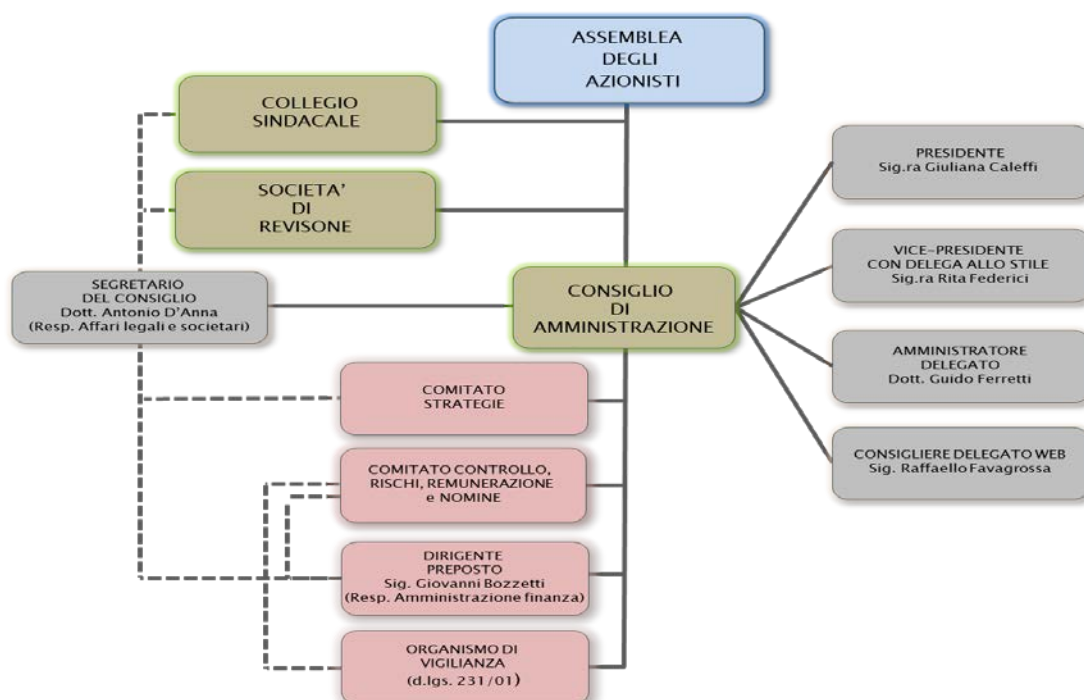 ASSEMBLEA
DEGLI
AZIONISTI
COLLEGIO
SINDACALE
SOCIETA’
DI
REVISONE
SEGRETARIO
DEL CONSIGLIO
Dott. Antonio D’Anna
(Resp. Affari legali e societari)
CONSIGLIO
DI
AMMINISTRAZIONE
PRESIDENTE
Sig.ra Giuliana Caleffi
VICE-PRESIDENTE
CON DELEGA ALLO STILE
Sig.ra Rita Federici
AMMINISTRATORE
DELEGATO
Dott. Guido Ferretti
CONSIGLIERE DELEGATO WEB
Sig. Raffaello Favagrossa
COMITATO
STRATEGIE
COMITATO CONTROLLO,
RISCHI, REMUNERAZIONE
e NOMINE
DIRIGENTE
PREPOSTO
Sig. Giovanni Bozzetti
(Resp. Amministrazione finanza)
ORGANISMO DI
VIGILIANZA
(d.lgs. 231/01)